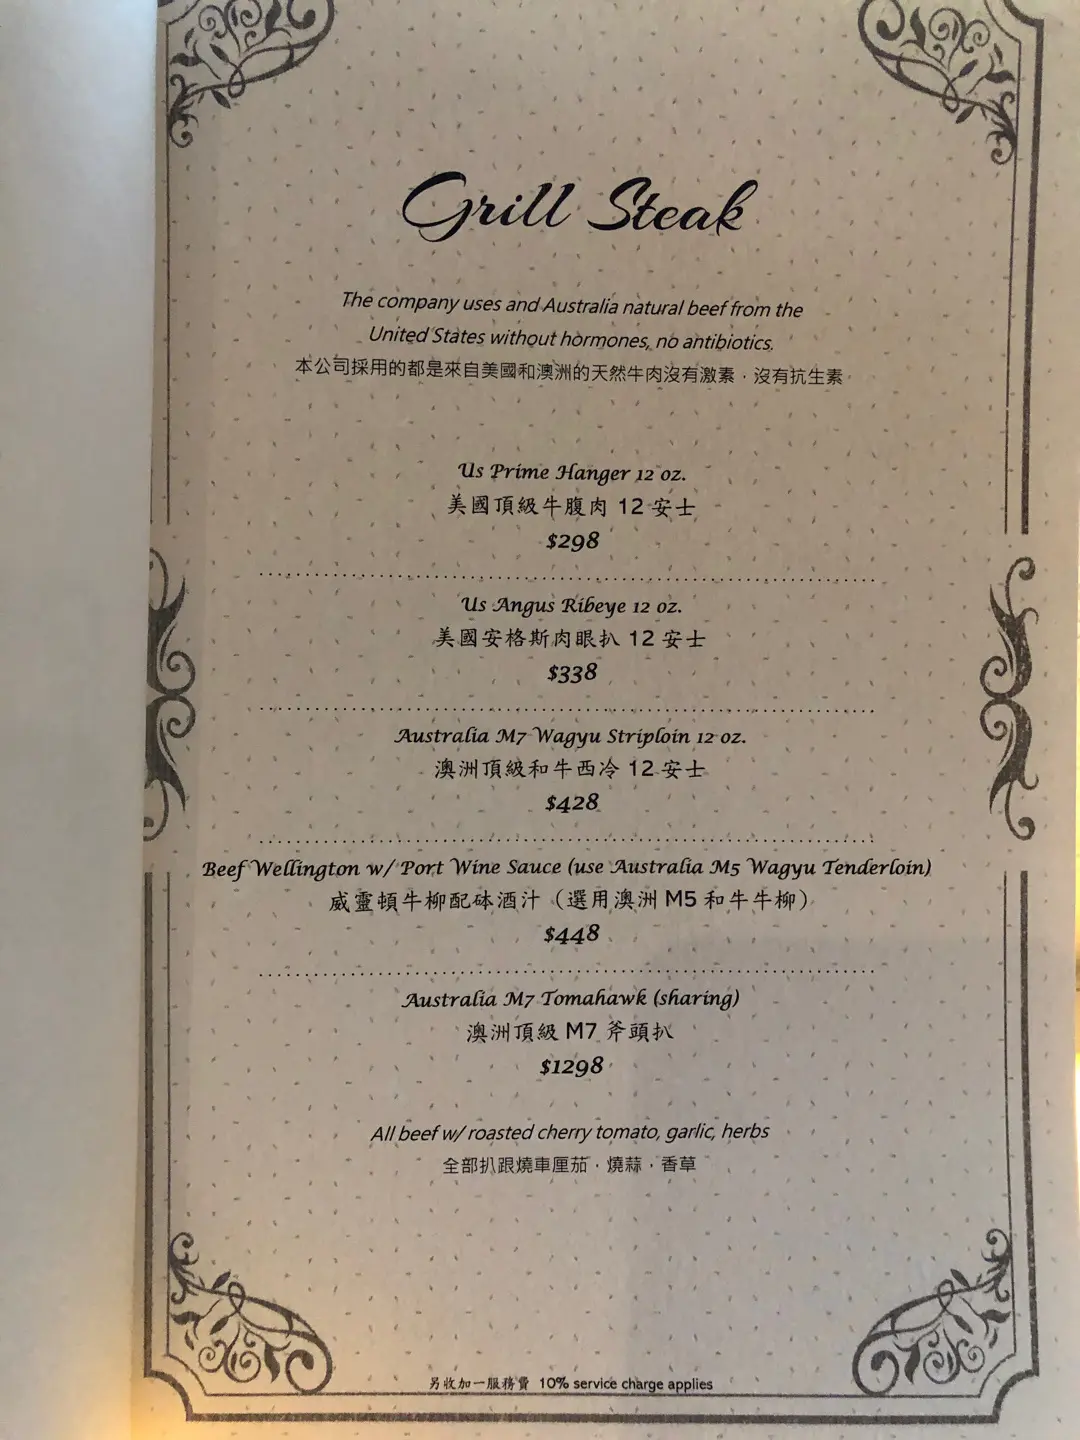 Grill Steak
The company uses and Australia natural beef from the
United States without hormones, no antibiotics.
本公司採用的都是來自美國和澳洲的天然牛肉沒有激素，沒有抗生素
Us Prime Hanger 12 oz.
美國頂級牛腹肉 12 安士
$298
Us Angus Ribeye 12 oz.
美國安格斯肉眼扒 12 安士
$338
Australia M7 Wagyu Striploin 12 oz.
澳洲頂級和牛西冷 12 安士
$428
Beef Wellington w/ Port Wine Sauce (use Australia M5 Wagyu Tenderloin)
威靈頓牛柳配砵酒汁（選用澳洲 M5 和牛牛柳）
$448
Australia M7 Tomahawk (sharing)
澳洲頂級 M7 斧頭扒
$1298
All beef w/ roasted cherry tomato, garlic, herbs
全部扒跟燒車厘茄，燒蒜，香草
另收加一服務費 10% service charge applies